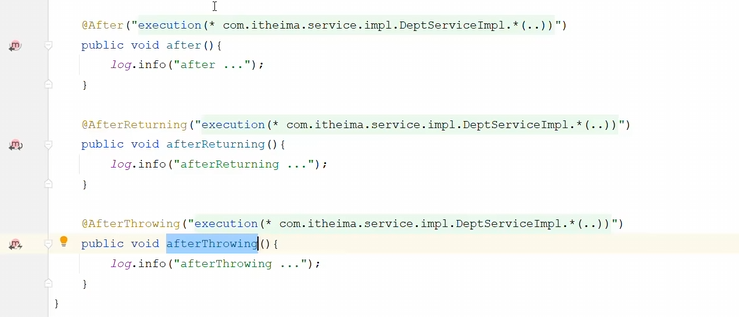 @After("execution(* com.itheima.service.impl.DeptServiceImpl.*(..))")
public void after(){
log.info("after ...");
}
@AfterReturning("execution(* com.itheima.service.impl.DeptServiceImpl.*(..))")
public void afterReturning(){
log.info("afterReturning ...");
}
@AfterThrowing("execution(* com.itheima.service.impl.DeptServiceImpl.*(..))")
public void afterThrowing(){
log.info("afterThrowing ...");
}
}